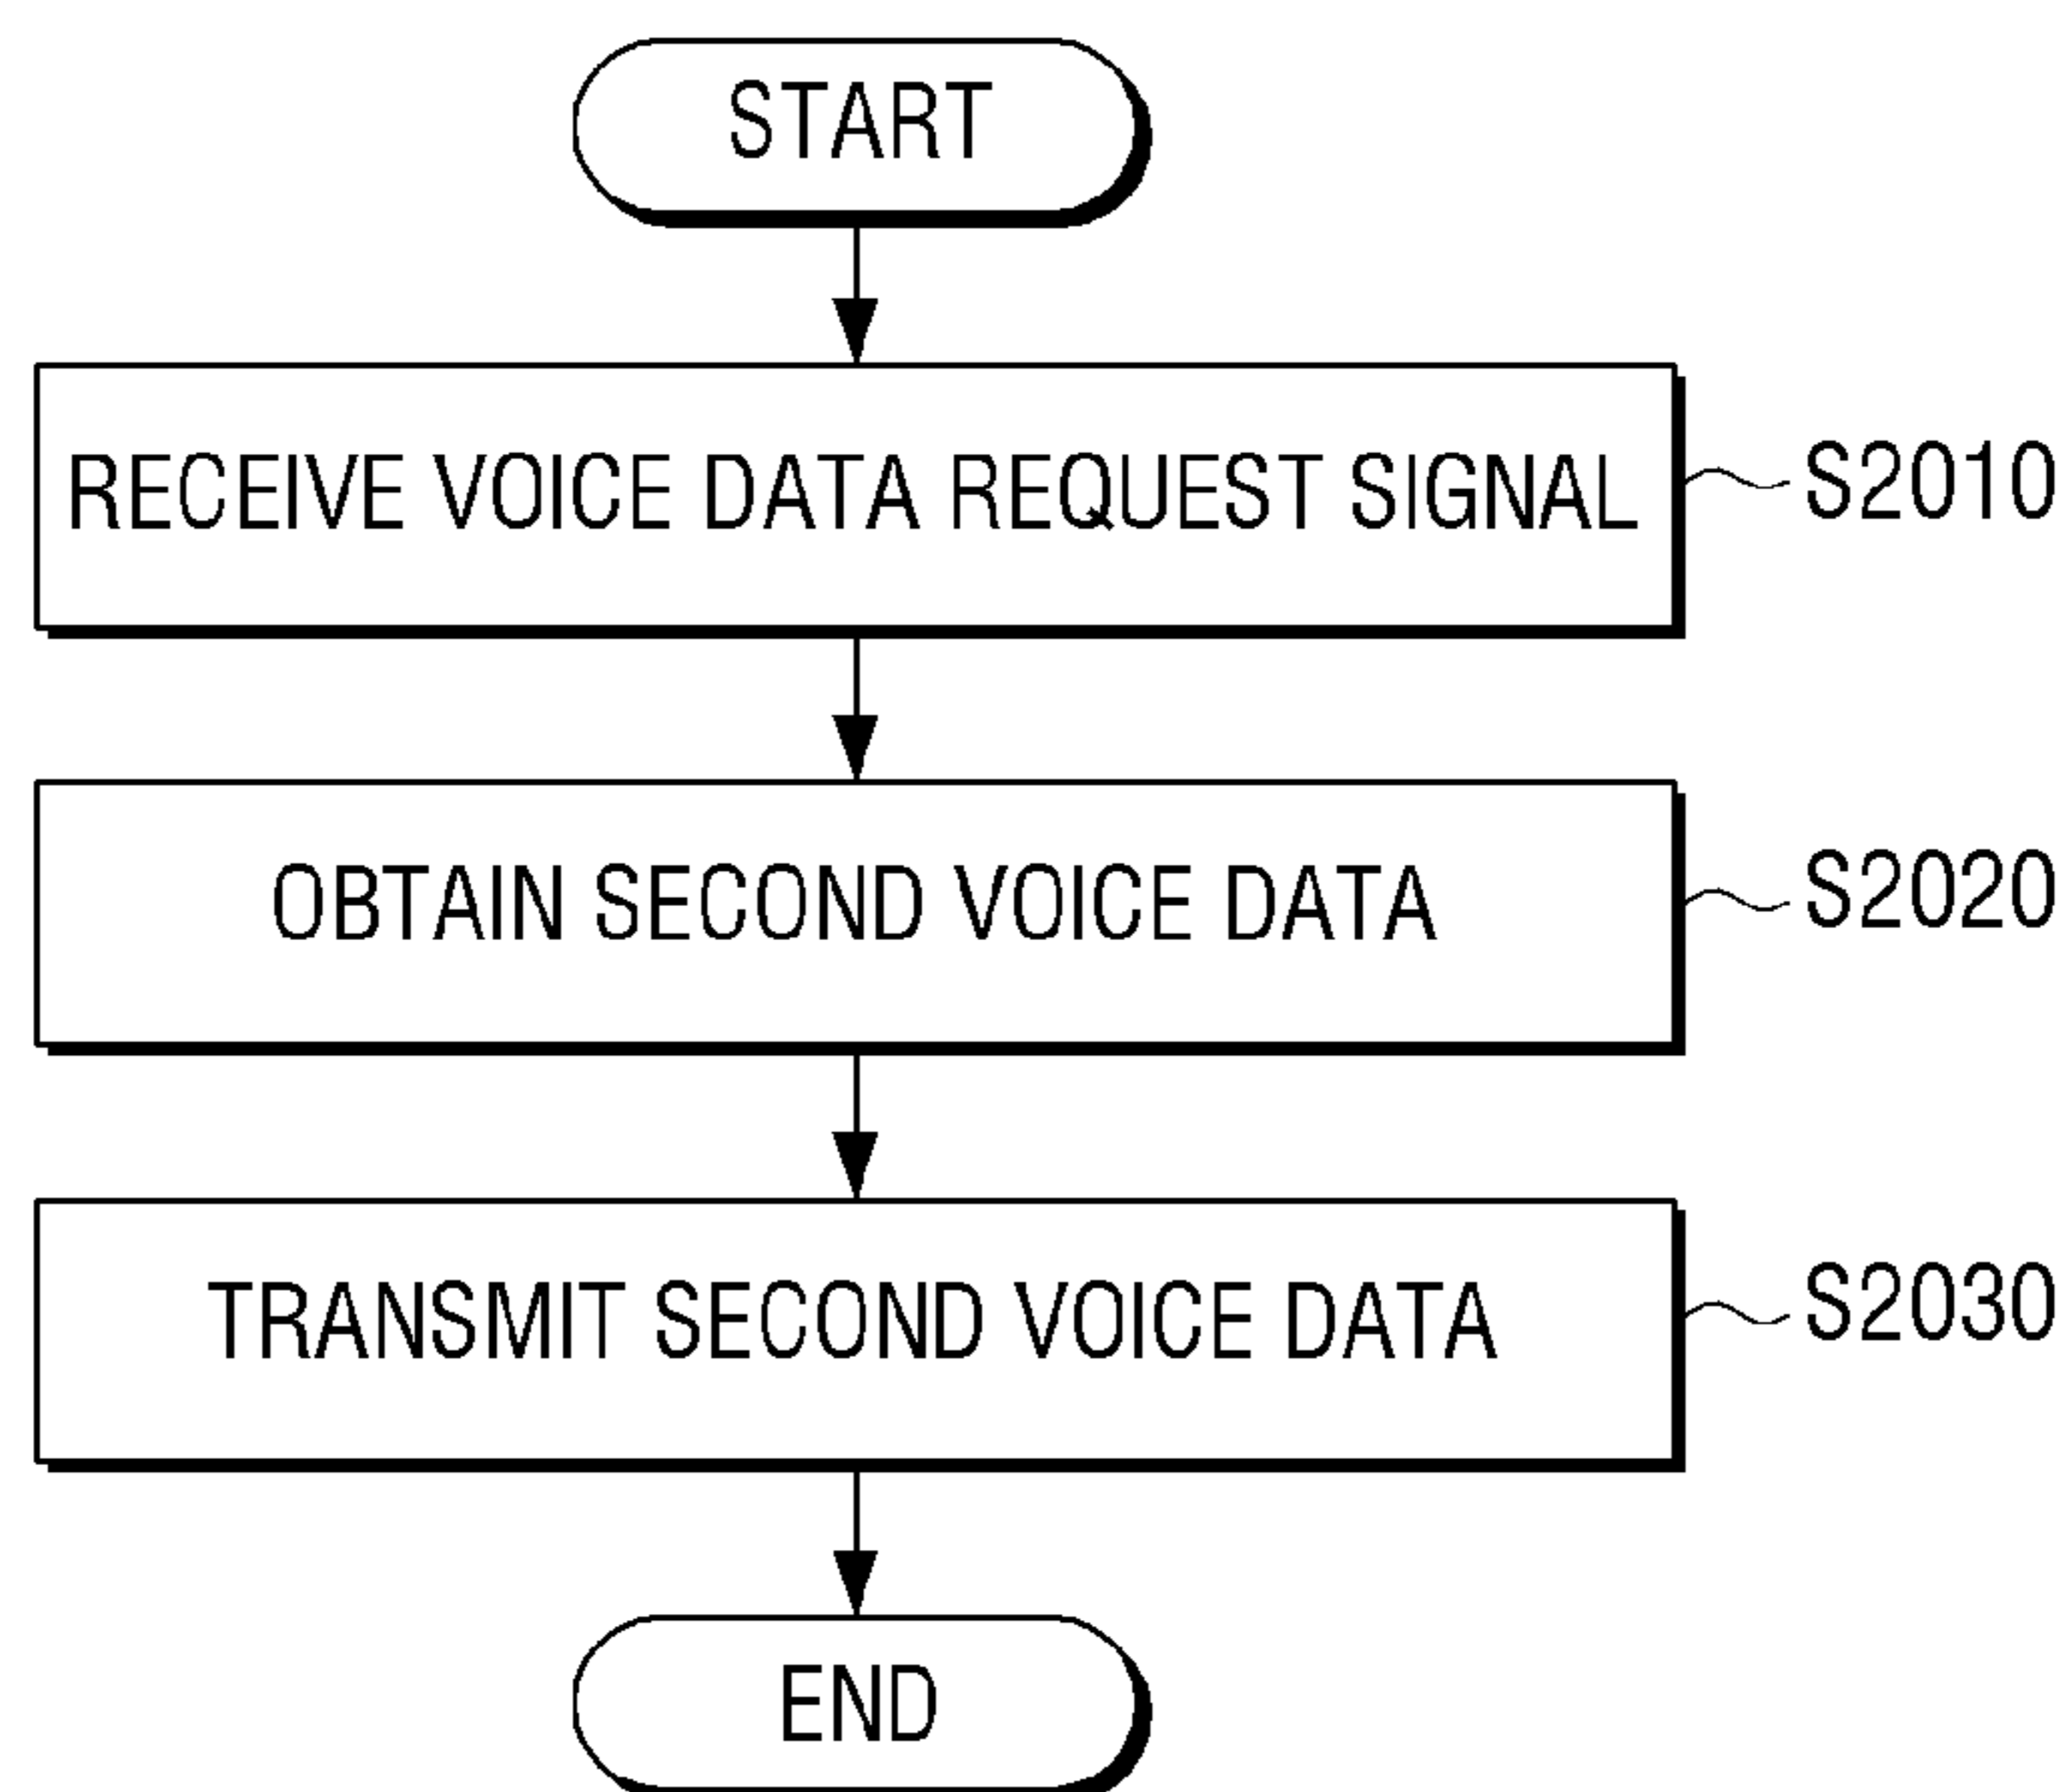 START
RECEIVE VOICE DATA REQUEST SIGNAL
S2010
OBTAIN SECOND VOICE DATA
S2020
TRANSMIT SECOND VOICE DATA
S2030
END